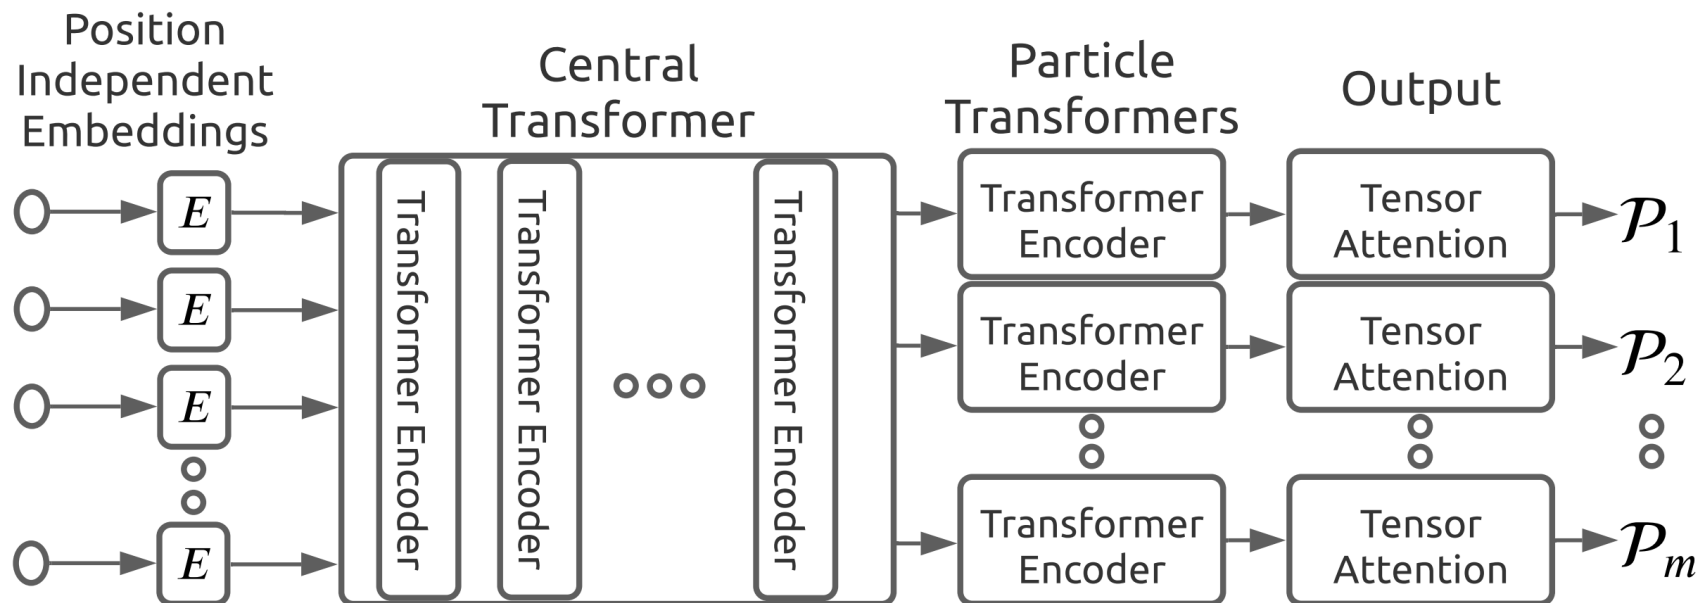 Position
Independent
Embeddings
Central
Transformer
Particle
Transformers
Output
E
E
E
E
Transformer Encoder
Transformer Encoder
Transformer Encoder
Transformer
Encoder
Tensor
Attention
𝒫1
Transformer
Encoder
Tensor
Attention
𝒫2
Transformer
Encoder
Tensor
Attention
𝒫m